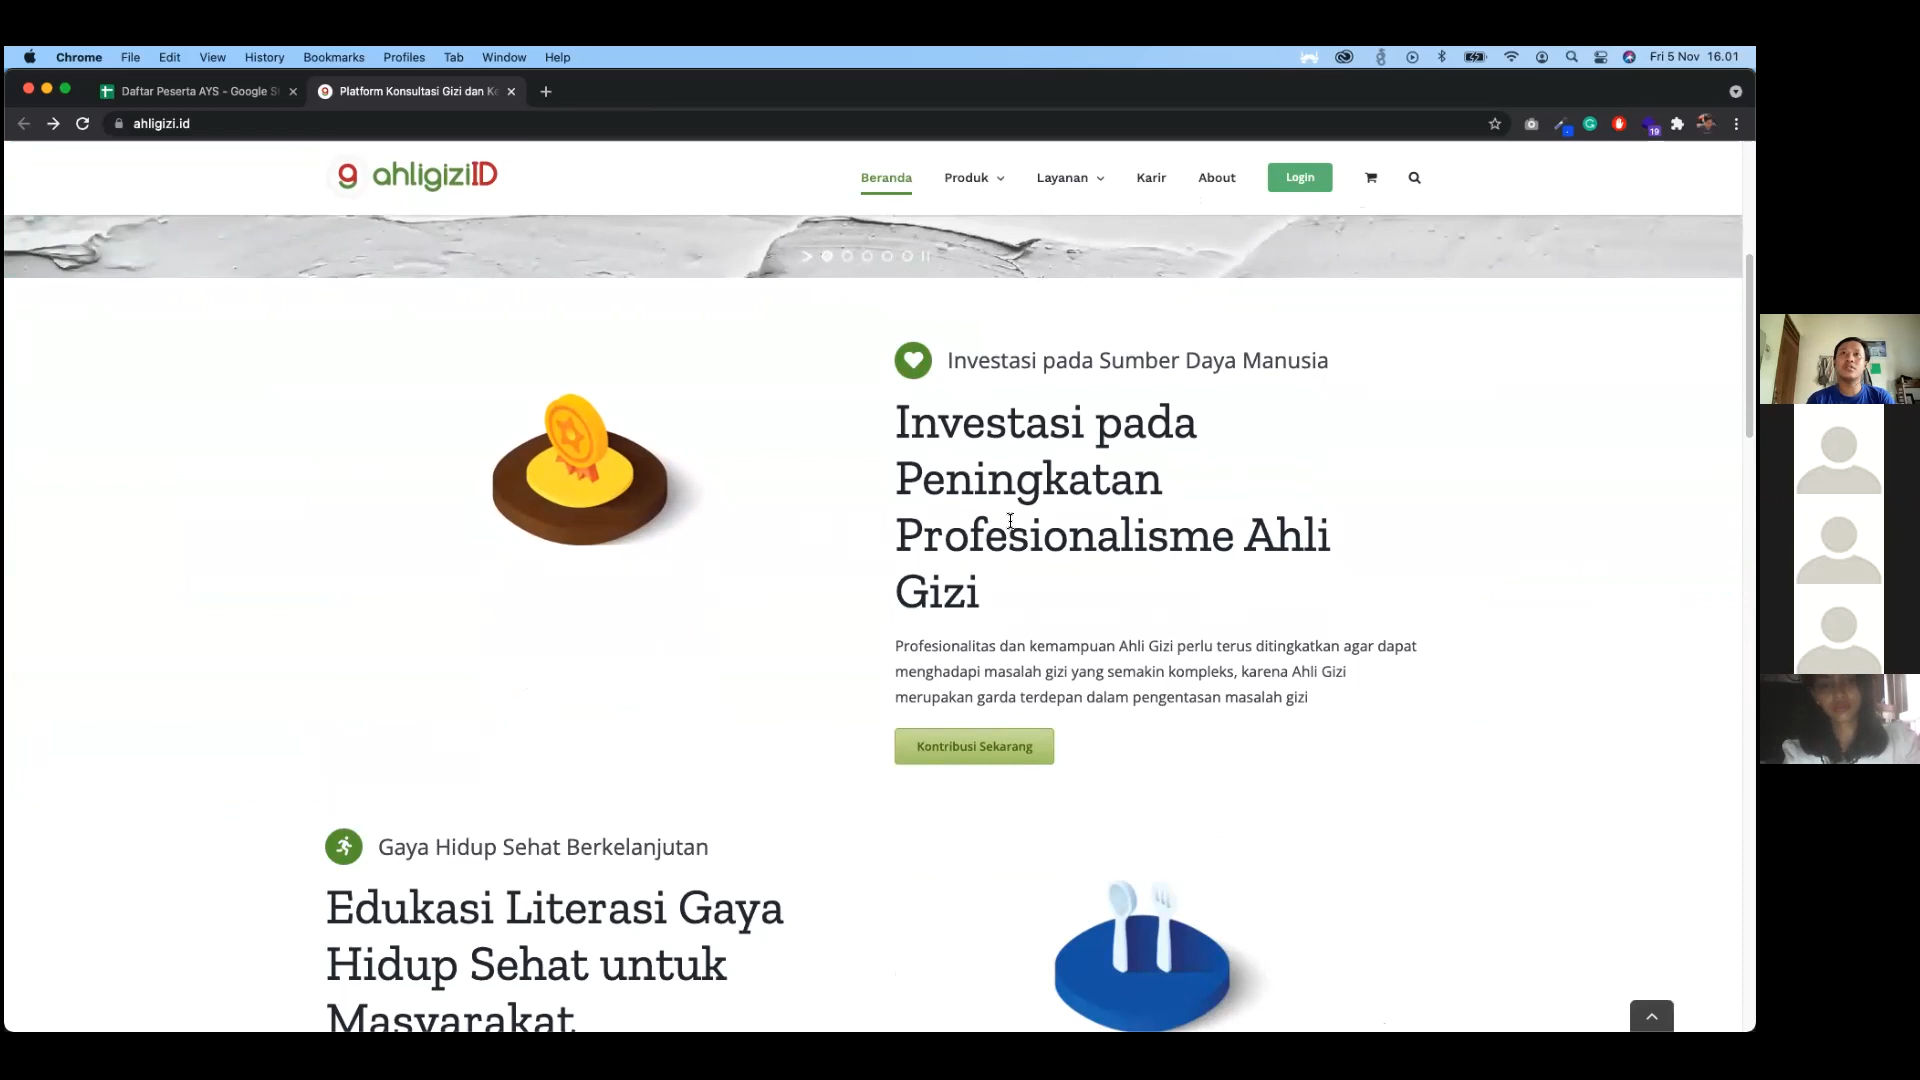 Chrome File Edit View History Bookmarks Profiles Tab Window Help Fri 5 Nov 16.01
Daftar Peserta AYS - Google S Platform Konsultasi Gizi dan Ke
ahligizi.id 19
g ahligiziID Beranda Produk Layanan Karir About Login
Investasi pada Sumber Daya Manusia
Investasi pada
Peningkatan
Profesionalisme Ahli
Gizi
Profesionalitas dan kemampuan Ahli Gizi perlu terus ditingkatkan agar dapat
menghadapi masalah gizi yang semakin kompleks, karena Ahli Gizi
merupakan garda terdepan dalam pengentasan masalah gizi
Kontribusi Sekarang
Gaya Hidup Sehat Berkelanjutan
Edukasi Literasi Gaya
Hidup Sehat untuk
Masyarakat